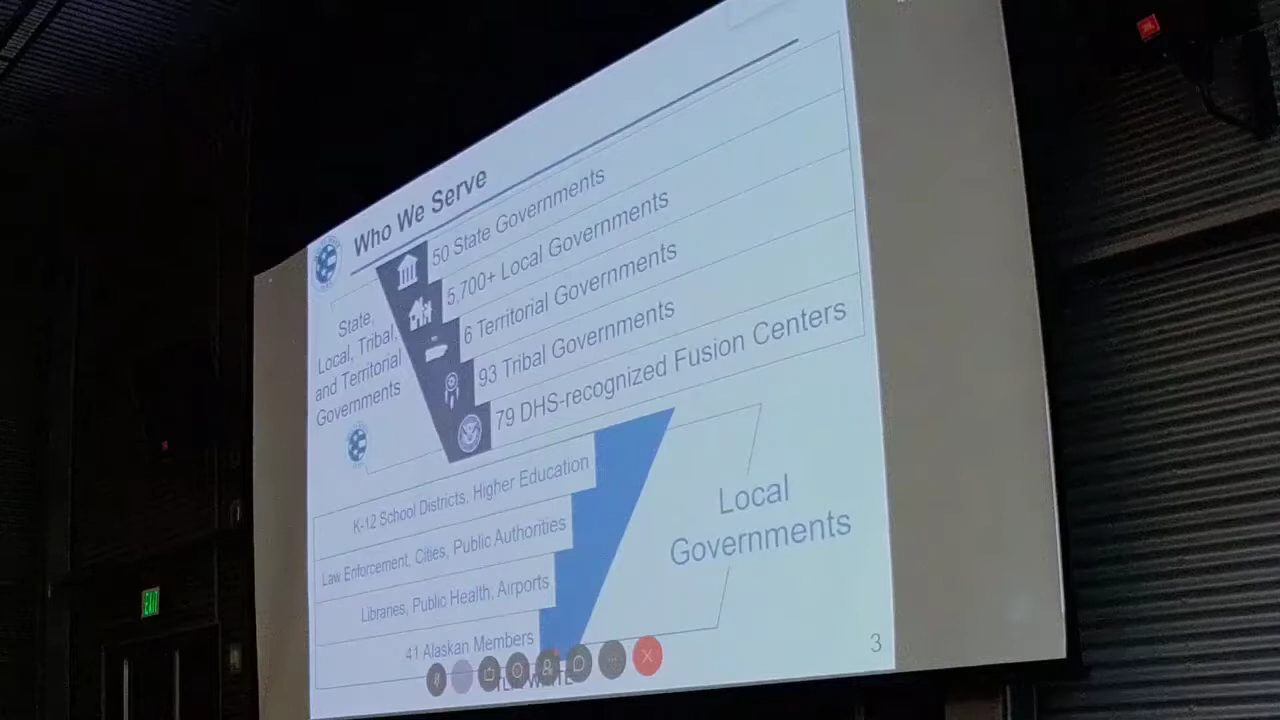 Who We Serve
State,
Local, Tribal,
and Territorial
Governments
50 State Governments
5,700+ Local Governments
6 Territorial Governments
93 Tribal Governments
79 DHS-recognized Fusion Centers
K-12 School Districts, Higher Education
Law Enforcement, Cities, Public Authorities
Libraries, Public Health, Airports
41 Alaskan Members
Local
Governments
3
EXIT